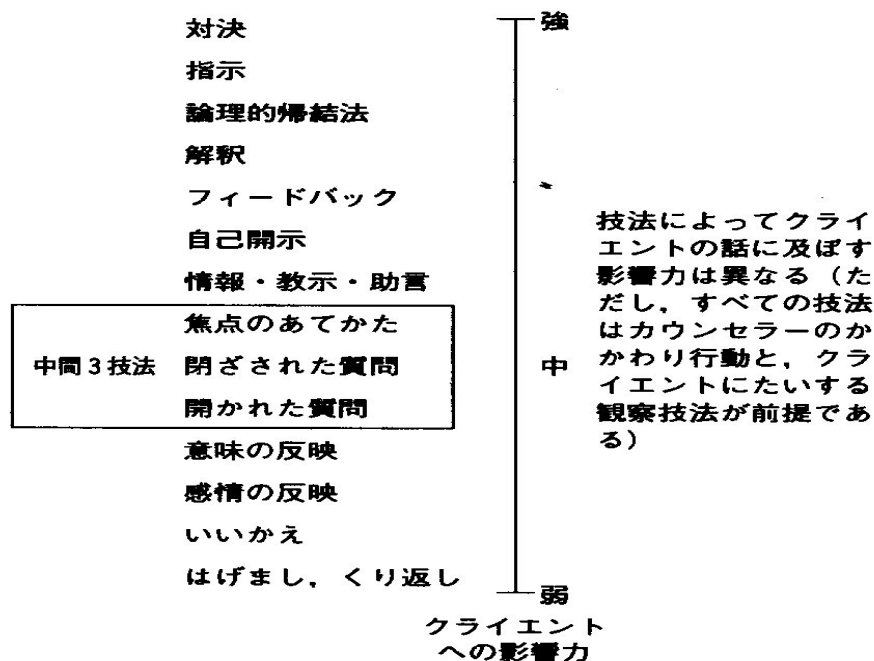 対決
強
指示
論理的帰結法
解釈
フィードバック
自己開示
情報・教示・助言
焦点のあてかた
中間3技法
閉ざされた質問
中
開かれた質問
意味の反映
感情の反映
いいかえ
はげまし，くり返し
弱
クライエント
への影響力
技法によってクライ
エントの話に及ぼす
影響力は異なる（た
だし，すべての技法
はカウンセラーのか
かわり行動と，クラ
イエントにたいする
観察技法が前提であ
る）